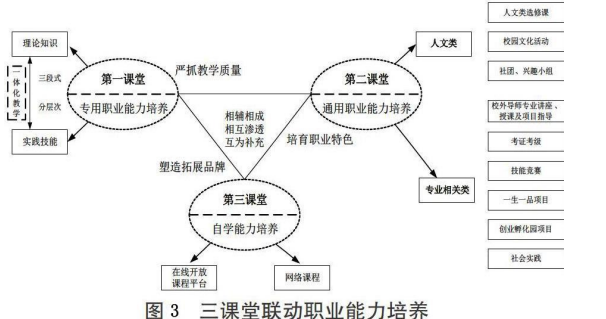 理论知识
一体化教学
三段式
分层次
实践技能
第一课堂
专用职业能力培养
严抓教学质量
相辅相成
相互渗透
互为补充
塑造拓展品牌
培育职业特色
第二课堂
通用职业能力培养
第三课堂
自学能力培养
在线开放
课程平台
网络课程
人文类
专业相关类
人文类选修课
校园文化活动
社团、兴趣小组
校外导师专业讲座、
授课及项目指导
考证考级
技能竞赛
一生一品项目
创业孵化园项目
社会实践
图 3 三课堂联动职业能力培养